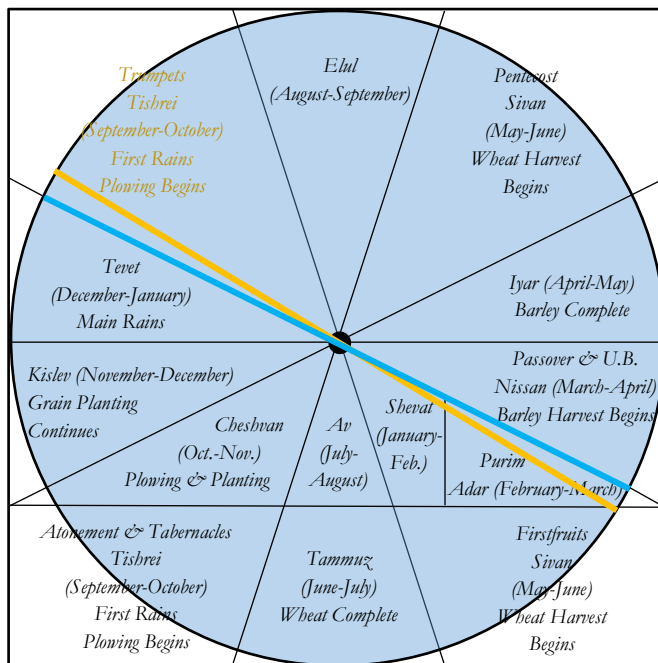 Trumpets
Tishrei
(September-October)
First Rains
Plowing Begins
Elul
(August-September)
Pentecost
Sivan
(May-June)
Wheat Harvest
Begins
Tevet
(December-January)
Main Rains
Iyar (April-May)
Barley Complete
Kislev (November-December)
Grain Planting
Continues
Cheshvan
(Oct.-Nov.)
Plowing & Planting
Av
(July-
August)
Shevat
(January-
Feb.)
Passover & U.B.
Nissan (March-April)
Barley Harvest Begins
Purim
Adar (February-March)
Atonement & Tabernacles
Tishrei
(September-October)
First Rains
Plowing Begins
Tammuz
(June-July)
Wheat Complete
Firstfruits
Sivan
(May-June)
Wheat Harvest
Begins